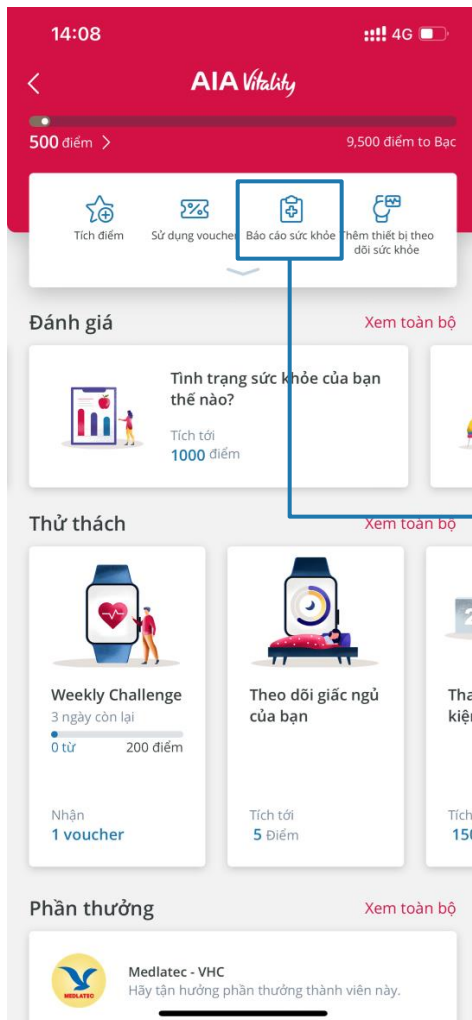 14:08
4G
AIA Vitality
500 điểm >
9,500 điểm to Bạc
Tích điểm
Sử dụng voucher
Báo cáo sức khỏe
Thêm thiết bị theo
dõi sức khỏe
Đánh giá
Xem toàn bộ
Tình trạng sức khỏe của bạn
thế nào?
Tích tới
1000 điểm
Thử thách
Xem toàn bộ
Weekly Challenge
3 ngày còn lại
0 từ 200 điểm
Nhận
1 voucher
Theo dõi giấc ngủ
của bạn
Tích tới
5 Điểm
Tha
kiệ
Tích
150
Phần thưởng
Xem toàn bộ
MEDLATEC
Medlatec - VHC
Hãy tận hưởng phần thưởng thành viên này.